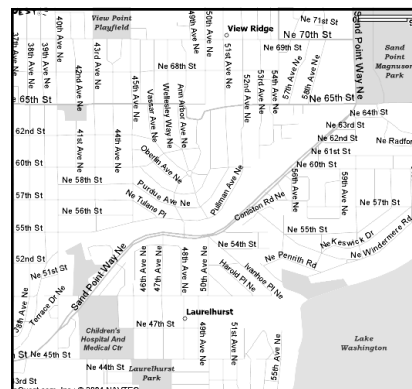 View Point
Playfield
View Ridge
Ne 71st St
Ne 70th St
Ne 69th St
Ne 68th St
49th Ave Ne
50th Ave Ne
51st Ave Ne
37th Ave Ne
38th Ave Ne
39th Ave Ne
42nd Ave Ne
43rd Ave Ne
45th Ave Ne
Vassar Ave Ne
Wellesley Way Ne
Ann Arbor Ave Ne
52nd Ave Ne
53rd Ave Ne
54th Ave Ne
57th Ave Ne
58th Ave Ne
Sand Point Way Ne
Sand
Point
Magnuson
Park
Ne 65th St
Ne 65th St
Ne 64th St
Ne 63rd St
Ne 62nd St
Ne 61st St
Ne 60th St
62nd St
41st Ave Ne
44th Ave Ne
Oberlin Ave Ne
60th St
Ne 58th St
Purdue Ave Ne
Pullman Ave Ne
57th St
Ne 56th St
Ne Tulane Pl
Coniston Rd Ne
56th Ave Ne
59th Ave Ne
Ne 57th St
55th St
Ne 55th St
Ne Keswick Dr
Ne Windermere Rd
Ne 54th St
Ne Penrith Rd
52nd St
Ne 51st St
Sand Point Way Ne
46th Ave Ne
47th Ave Ne
48th Ave Ne
50th Ave Ne
Harold Pl Ne
Ivanhoe Pl Ne
Terrace Dr Ne
38th Ave Ne
Laurelhurst
Children's
Hospital And
Medical Ctr
Ne 47th St
49th Ave Ne
51st Ave Ne
55th Ave Ne
Lake
Washington
Ne 45th St
Ne 44th St
Laurelhurst
Park